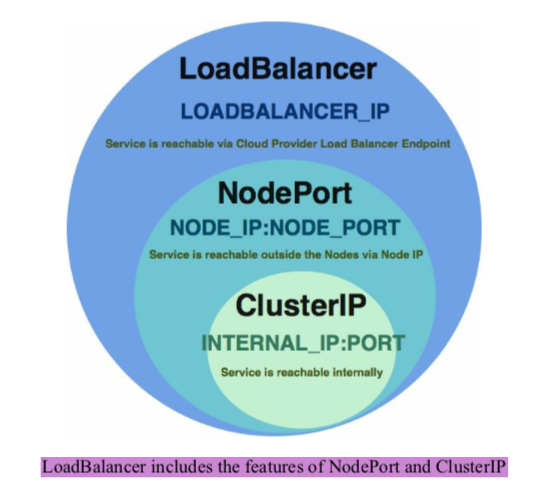 LoadBalancer
LOADBALANCER_IP
Service is reachable via Cloud Provider Load Balancer Endpoint
NodePort
NODE_IP:NODE_PORT
Service is reachable outside the Nodes via Node IP
ClusterIP
INTERNAL_IP:PORT
Service is reachable internally
LoadBalancer includes the features of NodePort and ClusterIP